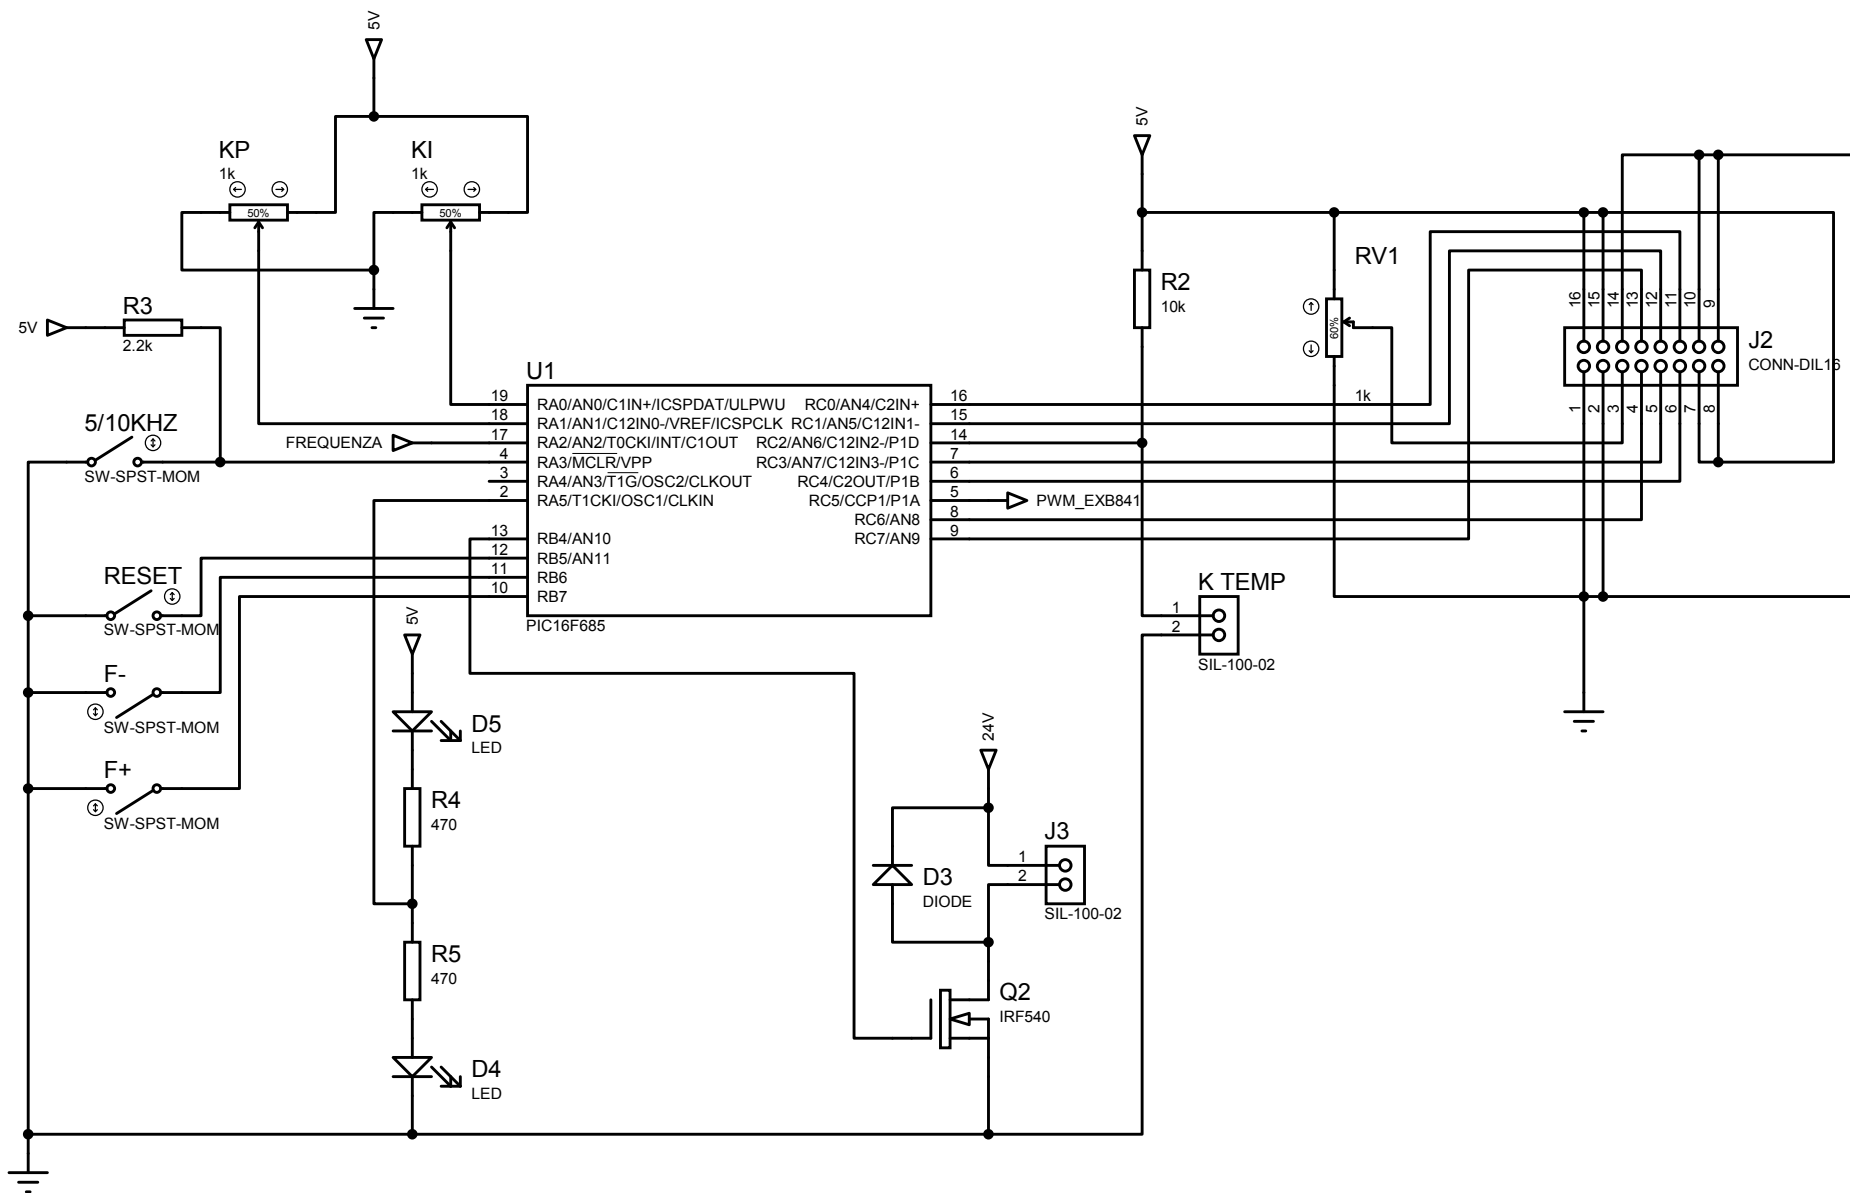 5V
KP
1k
50%
KI
1k
50%
R3
5V
2.2k
5/10KHZ
SW-SPST-MOM
FREQUENZA
RESET
SW-SPST-MOM
F-
SW-SPST-MOM
F+
SW-SPST-MOM
U1
19 RA0/AN0/C1IN+/ICSPDAT/ULPWU RC0/AN4/C2IN+ 16
18 RA1/AN1/C12IN0-/VREF/ICSPCLK RC1/AN5/C12IN1- 15
17 RA2/AN2/T0CKI/INT/C1OUT RC2/AN6/C12IN2-/P1D 14
4 RA3/MCLR/VPP RC3/AN7/C12IN3-/P1C 7
3 RA4/AN3/T1G/OSC2/CLKOUT RC4/C2OUT/P1B 6
2 RA5/T1CKI/OSC1/CLKIN RC5/CCP1/P1A 5
RC6/AN8 8
13 RB4/AN10 RC7/AN9 9
12 RB5/AN11
11 RB6
10 RB7
PIC16F685
PWM_EXB841
5V
D5
LED
R4
470
R5
470
D4
LED
24V
D3
DIODE
J3
1
2
SIL-100-02
Q2
IRF540
5V
R2
10k
K TEMP
1
2
SIL-100-02
RV1
60%
1k
16 15 14 13 12 11 10 9
J2
CONN-DIL16
1 2 3 4 5 6 7 8